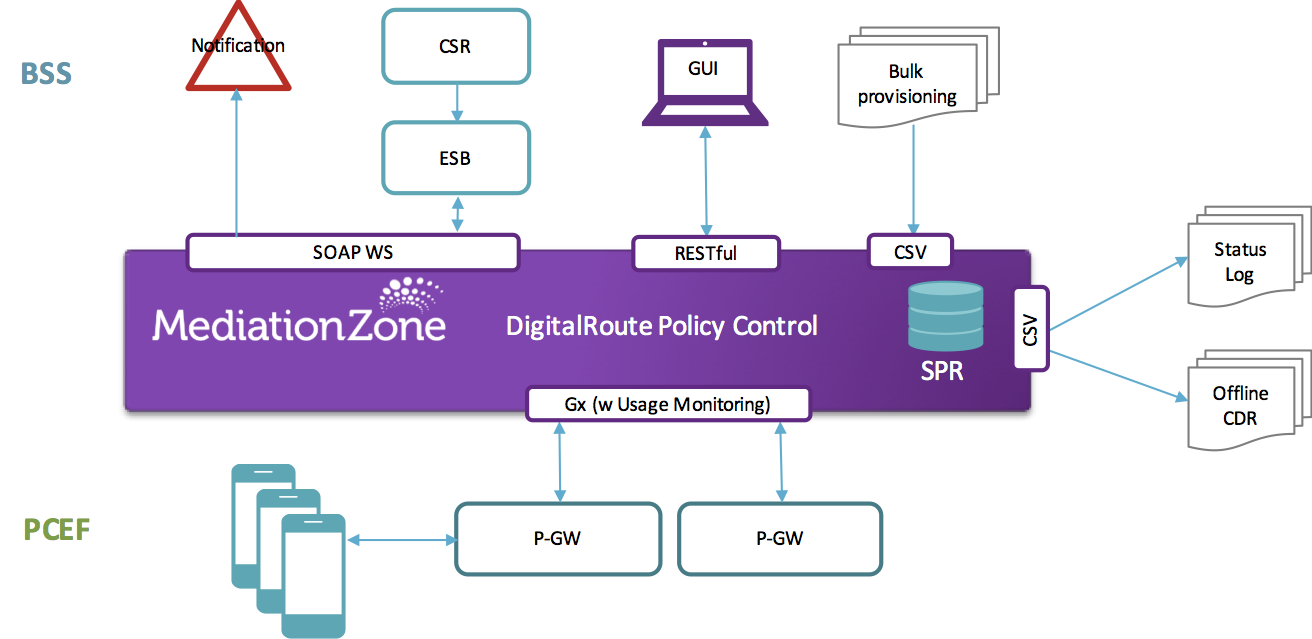 BSS
Notification
CSR
GUI
Bulk
provisioning
ESB
SOAP WS
RESTful
CSV
Status
Log
MediationZone
DigitalRoute Policy Control
SPR
CSV
Gx (w Usage Monitoring)
Offline
CDR
PCEF
P-GW
P-GW